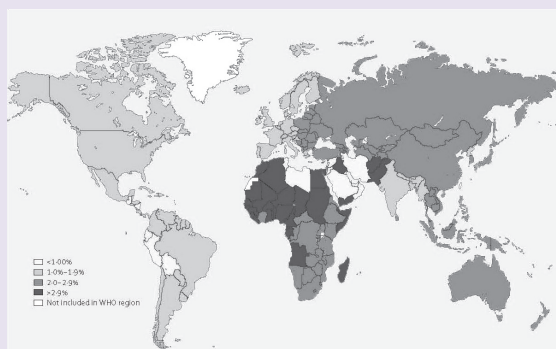 <1·00%
1·0%–1·9%
2·0–2·9%
>2·9%
Not included in WHO region